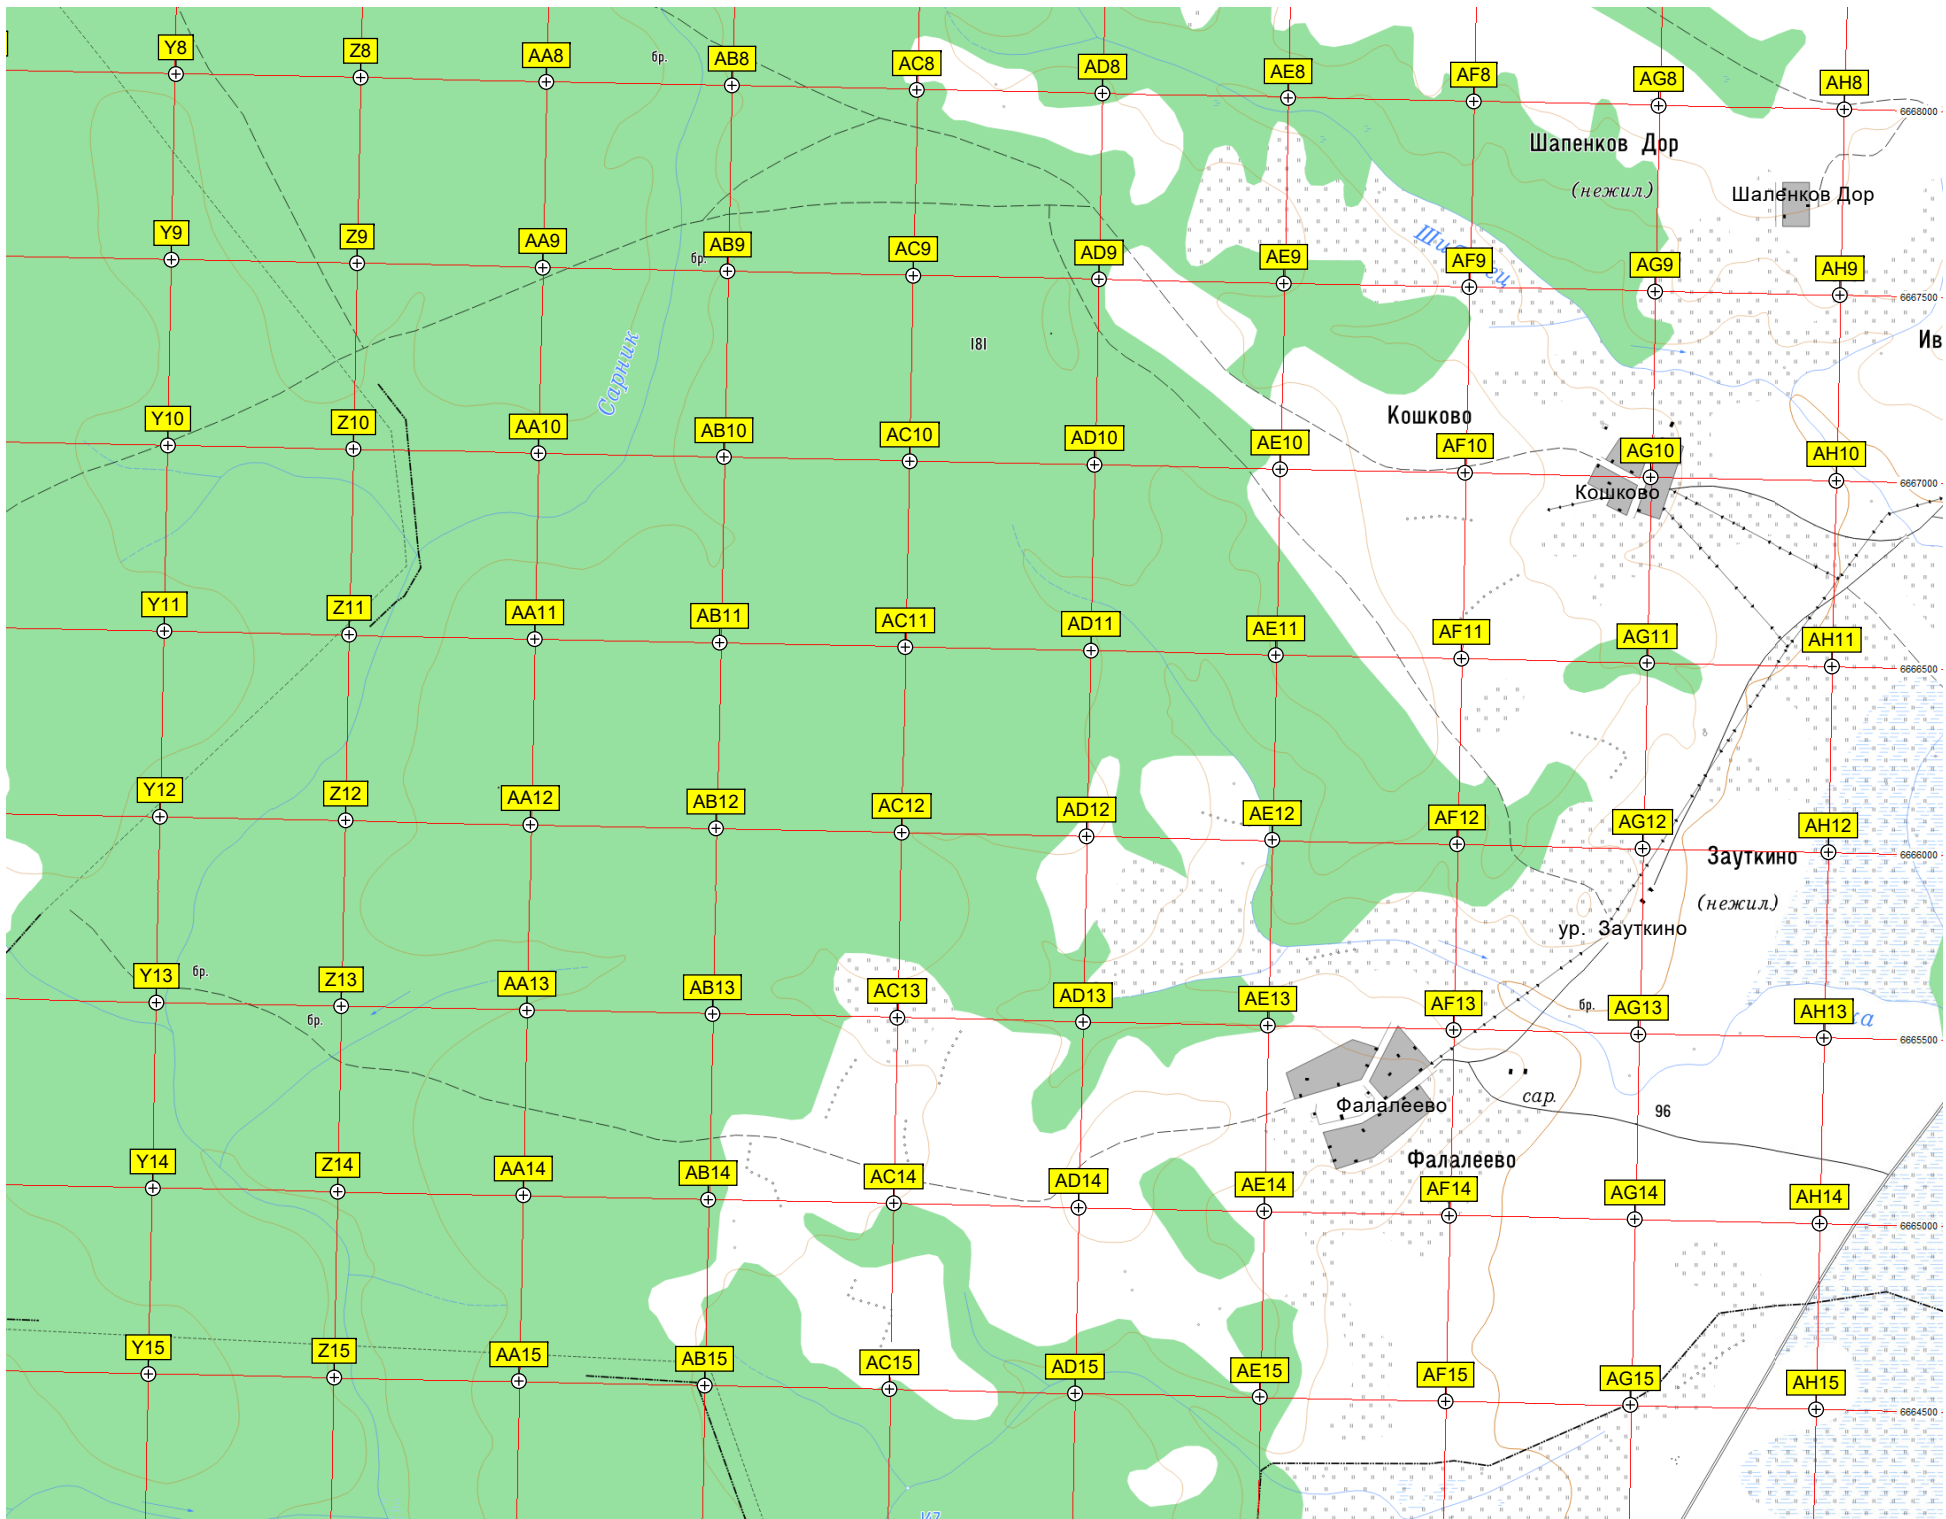 Y8 Z8 AA8 бр. AB8 AC8 AD8 AE8 AF8 AG8 AH8
6668000
Шапенков Дор
(нежил.)
Шаленков Дор
Y9 Z9 AA9 бр. AB9 AC9 AD9 AE9 AF9 AG9 AH9
6667500
Сарник
181
Ив
Кошково
Y10 Z10 AA10 AB10 AC10 AD10 AE10 AF10 AG10 AH10
6667000
Кошково
Y11 Z11 AA11 AB11 AC11 AD11 AE11 AF11 AG11 AH11
6666500
Y12 Z12 AA12 AB12 AC12 AD12 AE12 AF12 AG12 AH12
6666000
Зауткино
(нежил.)
ур. Зауткино
Y13 бр. Z13 AA13 AB13 AC13 AD13 AE13 AF13 бр. AG13 AH13
ка
бр.
6665500
Фалалеево
сар.
96
Фалалеево
Y14 Z14 AA14 AB14 AC14 AD14 AE14 AF14 AG14 AH14
6665000
Y15 Z15 AA15 AB15 AC15 AD15 AE15 AF15 AG15 AH15
6664500
147